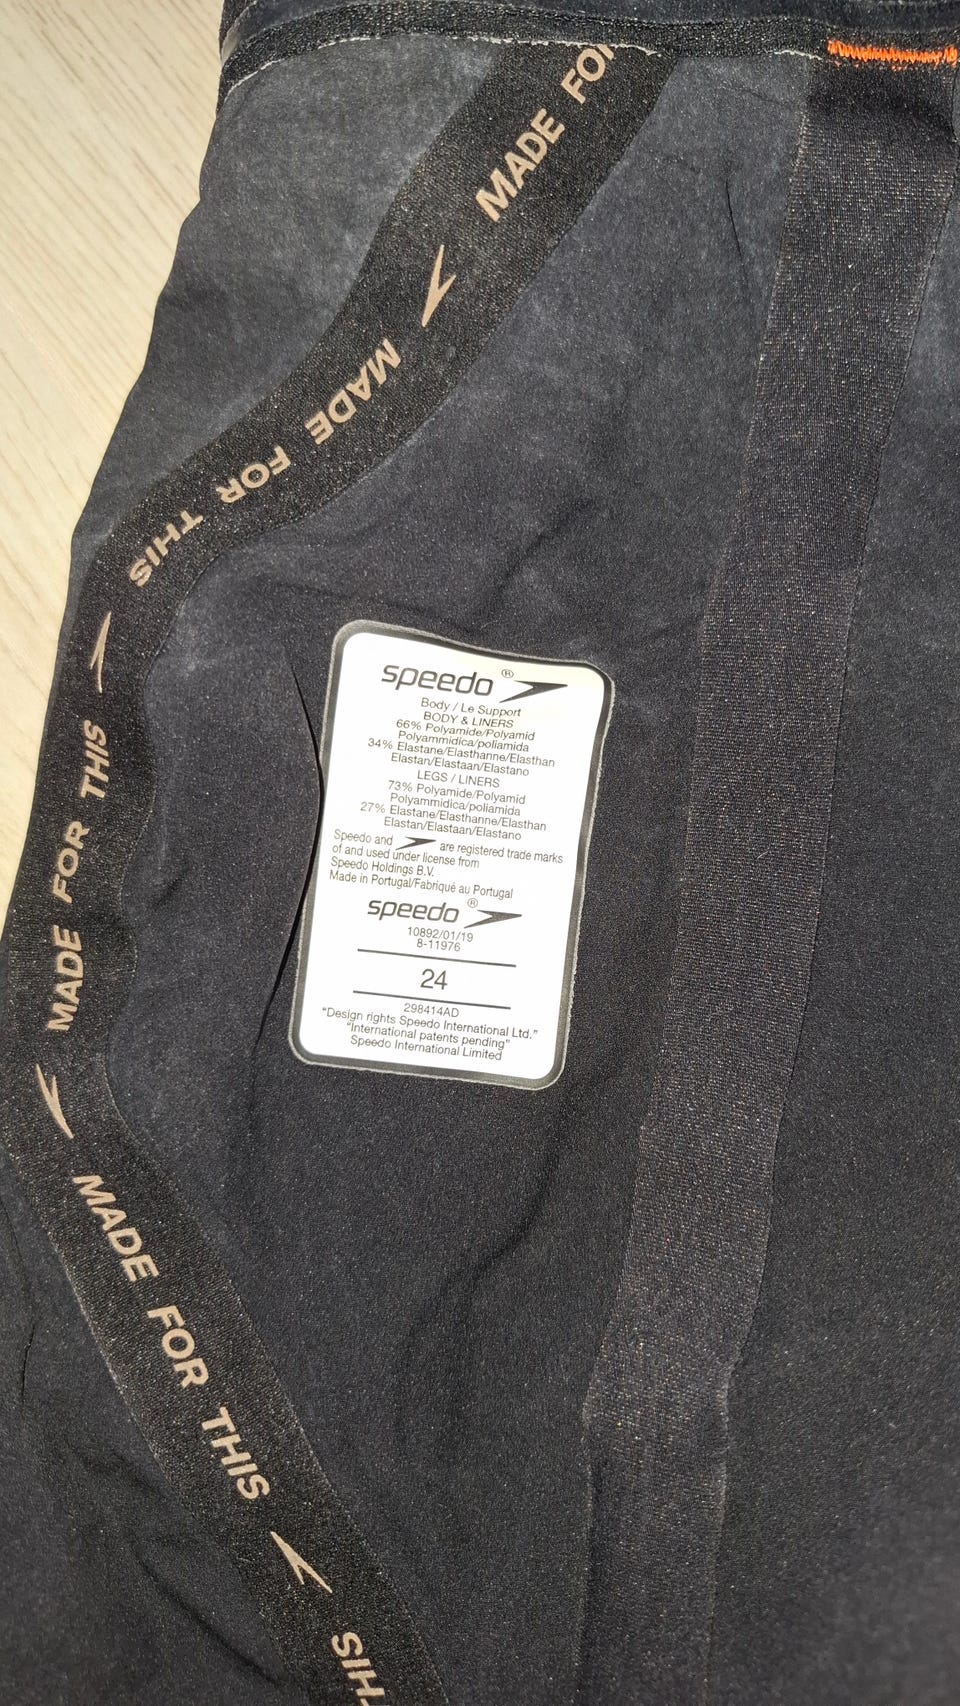 MADE FOR
MADE FOR THIS
MADE FOR THIS
MADE FOR THIS
THIS
speedo®
Body / Le Support
BODY & LINERS
66% Polyamide/Polyamid
Polyammidica/poliamida
34% Elastane/Elasthanne/Elasthan
Elastan/Elastaan/Elastano
LEGS / LINERS
73% Polyamide/Polyamid
Polyammidica/poliamida
27% Elastane/Elasthanne/Elasthan
Elastan/Elastaan/Elastano
Speedo and are registered trade marks
of and used under license from
Speedo Holdings B.V.
Made in Portugal/Fabriqué au Portugal
speedo®
10892/01/19
8-11976
24
298414AD
"Design rights Speedo International Ltd."
"International patents pending"
Speedo International Limited